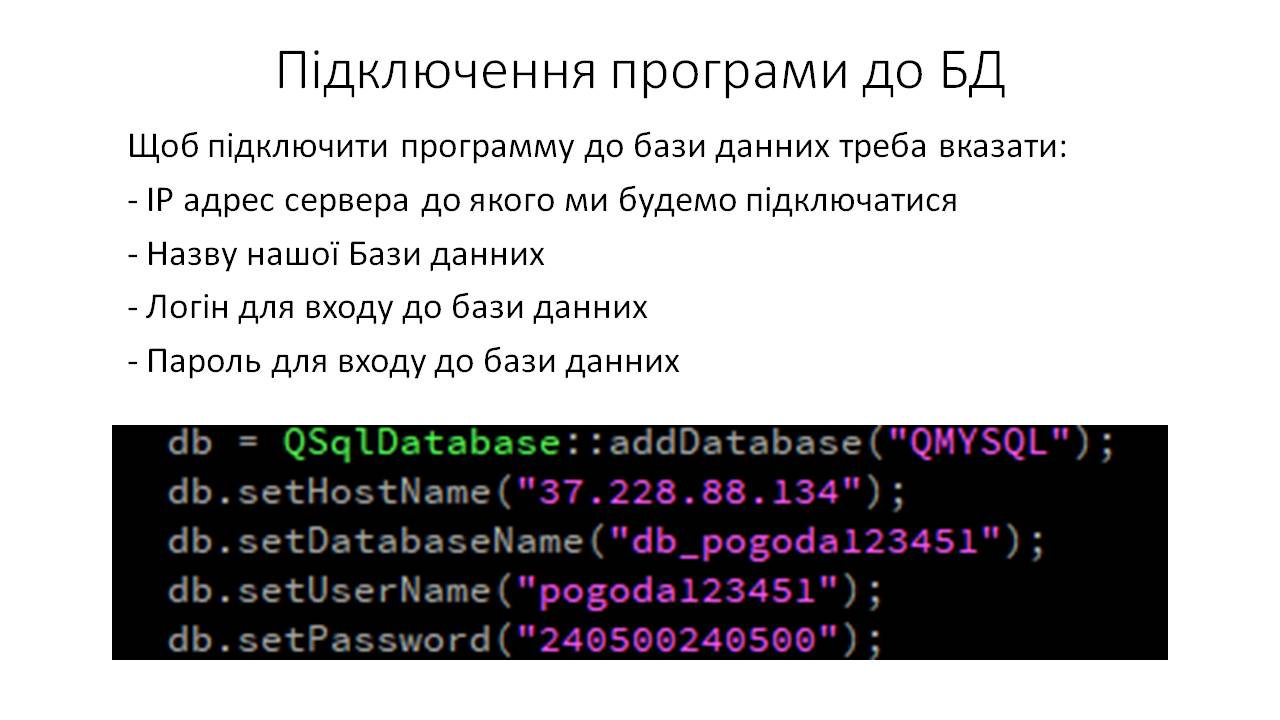 Підключення програми до БД
Щоб підключити программу до бази данних треба вказати:
- IP адрес сервера до якого ми будемо підключатися
- Назву нашої Бази данних
- Логін для входу до бази данних
- Пароль для входу до бази данних
db = QSqlDatabase::addDatabase("QMYSQL");
db.setHostName("37.228.88.134");
db.setDatabaseName("db_pogoda123451");
db.setUserName("pogoda123451");
db.setPassword("240500240500");